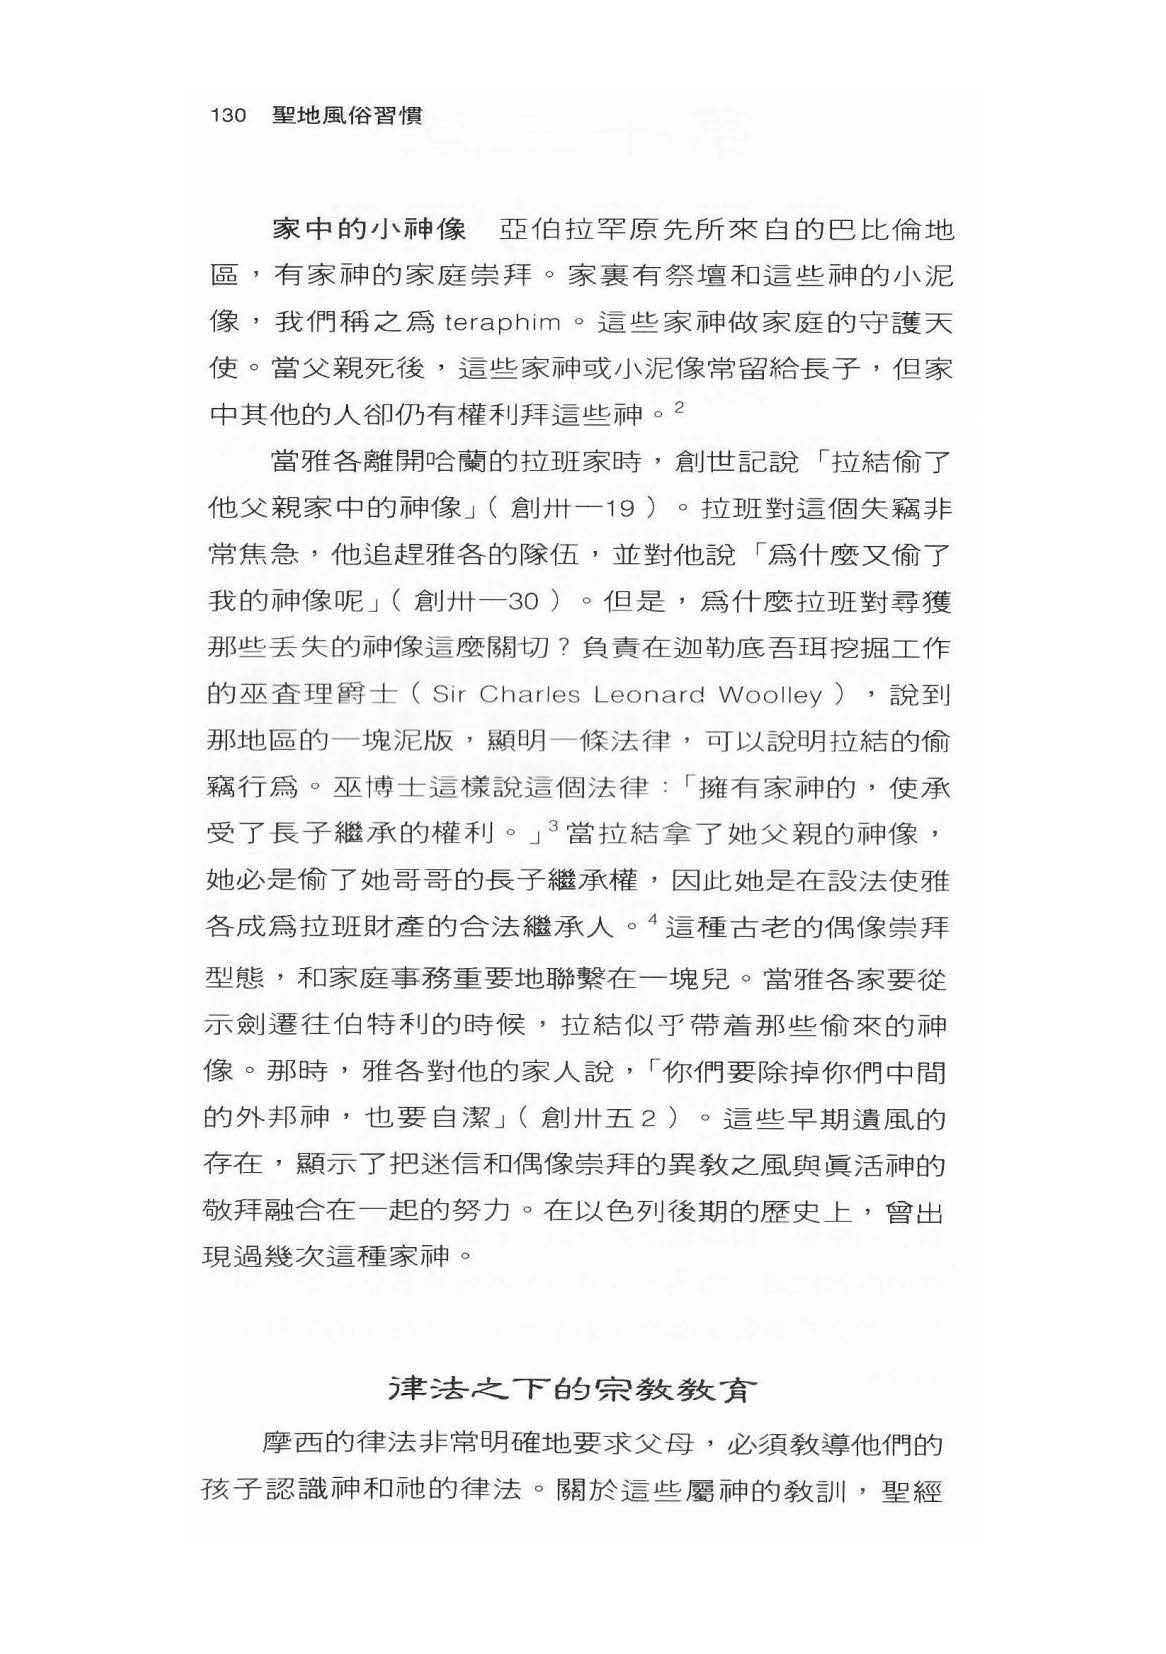 130 聖地風俗習慣
家中的小神像 亞伯拉罕原先所來自的巴比倫地
區，有家神的家庭崇拜。家裏有祭壇和這些神的小泥
像，我們稱之爲 teraphim。這些家神做家庭的守護天
使。當父親死後，這些家神或小泥像常留給長子，但家
中其他的人卻仍有權利拜這些神。2
當雅各離開哈蘭的拉班家時，創世記說「拉結偷了
他父親家中的神像」（創卅一19）。拉班對這個失竊非
常焦急，他追趕雅各的隊伍，並對他說「爲什麼又偷了
我的神像呢」（創卅一30）。但是，爲什麼拉班對尋獲
那些丟失的神像這麼關切？負責在迦勒底吾珥挖掘工作
的巫査理爵士（Sir Charles Leonard Woolley），說到
那地區的一塊泥版，顯明一條法律，可以說明拉結的偷
竊行爲。巫博士這樣說這個法律：「擁有家神的，使承
受了長子繼承的權利。」3當拉結拿了她父親的神像，
她必是偷了她哥哥的長子繼承權，因此她是在設法使雅
各成爲拉班財產的合法繼承人。4這種古老的偶像崇拜
型態，和家庭事務重要地聯繫在一塊兒。當雅各家要從
示劍遷往伯特利的時候，拉結似乎帶着那些偷來的神
像。那時，雅各對他的家人說，「你們要除掉你們中間
的外邦神，也要自潔」（創卅五2）。這些早期遺風的
存在，顯示了把迷信和偶像崇拜的異教之風與眞活神的
敬拜融合在一起的努力。在以色列後期的歷史上，曾出
現過幾次這種家神。
律法之下的宗教教育
摩西的律法非常明確地要求父母，必須教導他們的
孩子認識神和祂的律法。關於這些屬神的教訓，聖經